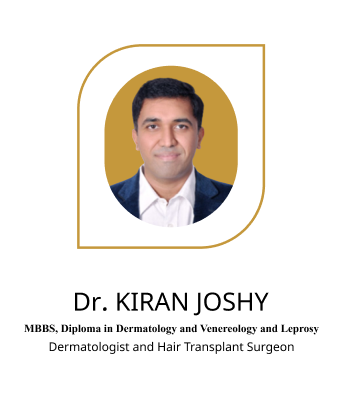 Dr. KIRAN JOSHY
MBBS, Diploma in Dermatology and Venereology and Leprosy
Dermatologist and Hair Transplant Surgeon